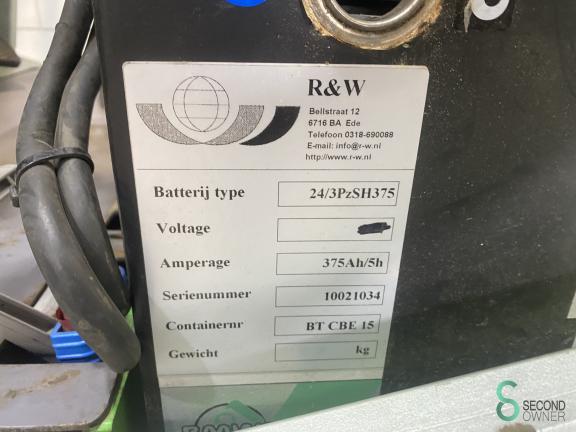 R&W
Bellstraat 12
6716 BA Ede
Telefoon 0318-690088
E-mail: info@r-w.nl
http://www.r-w.nl
Batterij type 24/3PzSH375
Voltage
Amperage 375Ah/5h
Serienummer 10021034
Containernr BT CBE 15
Gewicht kg
SECOND
OWNER